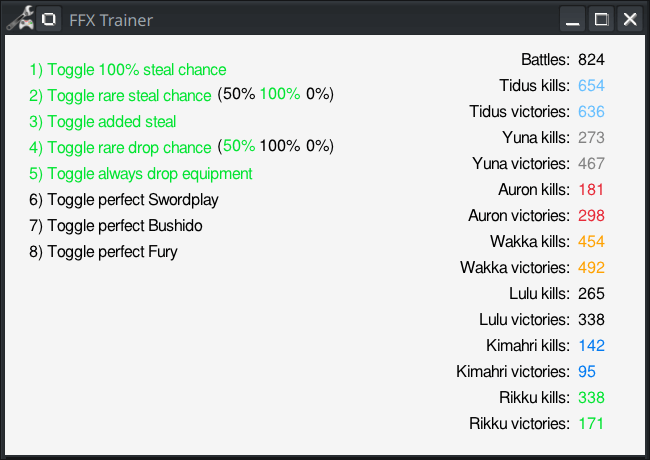 FFX Trainer
1) Toggle 100% steal chance
2) Toggle rare steal chance (50% 100% 0%)
3) Toggle added steal
4) Toggle rare drop chance (50% 100% 0%)
5) Toggle always drop equipment
6) Toggle perfect Swordplay
7) Toggle perfect Bushido
8) Toggle perfect Fury
Battles: 824
Tidus kills: 654
Tidus victories: 636
Yuna kills: 273
Yuna victories: 467
Auron kills: 181
Auron victories: 298
Wakka kills: 454
Wakka victories: 492
Lulu kills: 265
Lulu victories: 338
Kimahri kills: 142
Kimahri victories: 95
Rikku kills: 338
Rikku victories: 171